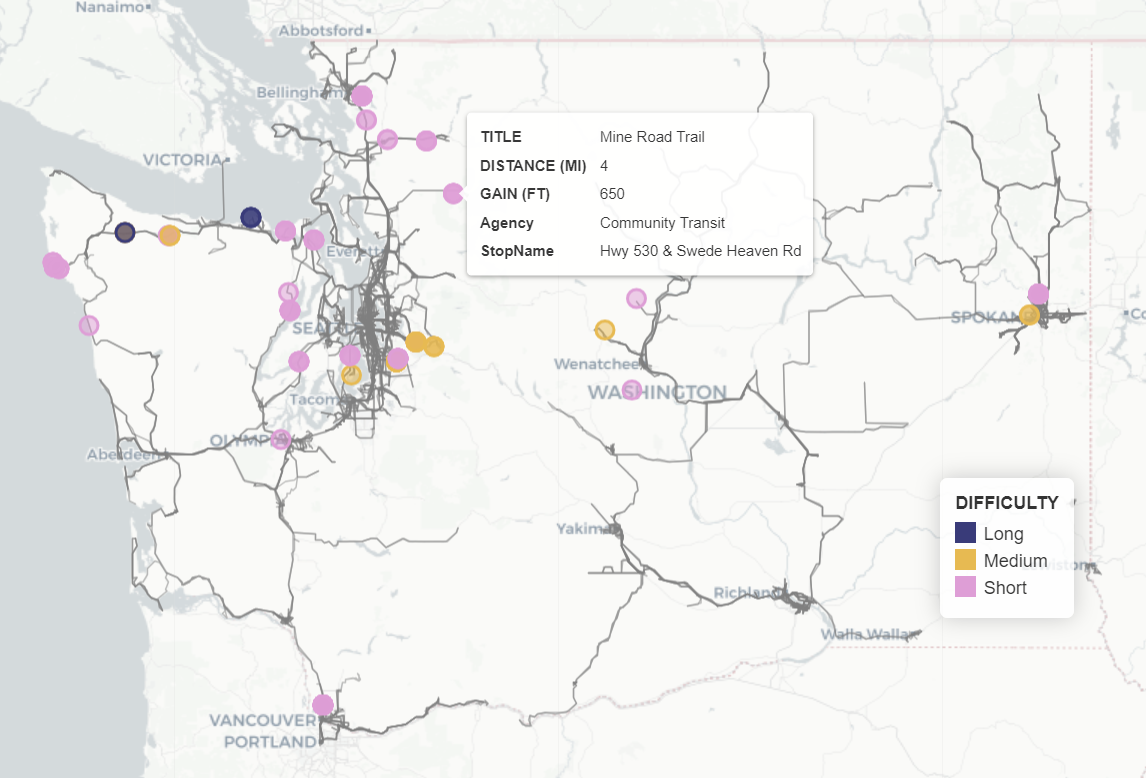 Nanaimo
Abbotsford
Bellingham
VICTORIA
TITLE Mine Road Trail
DISTANCE (MI) 4
GAIN (FT) 650
Agency Community Transit
StopName Hwy 530 & Swede Heaven Rd
Everett
SEATTLE
SPOKANE
Wenatchee
WASHINGTON
Tacoma
OLYMPIA
Aberdeen
DIFFICULTY
Long
Medium
Short
Yakima
Lewiston
Richland
Walla Walla
VANCOUVER
PORTLAND